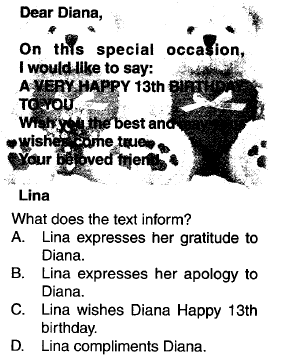 Dear Diana,
On this special occasion,
I would like to say:
A VERY HAPPY 13th BIRTHDAY
TO YOU
Wish you the best and
wishes come true.
Your beloved friend,
Lina
What does the text inform?
A. Lina expresses her gratitude to
Diana.
B. Lina expresses her apology to
Diana.
C. Lina wishes Diana Happy 13th
birthday.
D. Lina compliments Diana.